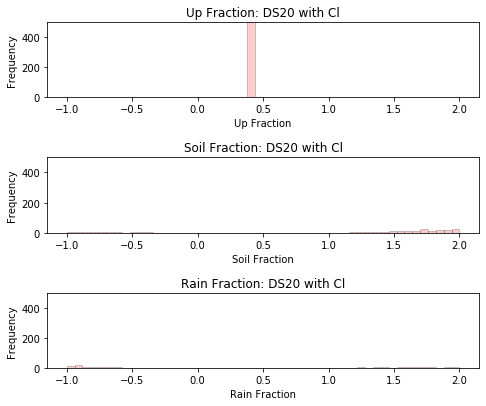 Up Fraction: DS20 with Cl
Frequency
400
200
0
−1.0 −0.5 0.0 0.5 1.0 1.5 2.0
Up Fraction
Soil Fraction: DS20 with Cl
Frequency
400
200
0
−1.0 −0.5 0.0 0.5 1.0 1.5 2.0
Soil Fraction
Rain Fraction: DS20 with Cl
Frequency
400
200
0
−1.0 −0.5 0.0 0.5 1.0 1.5 2.0
Rain Fraction